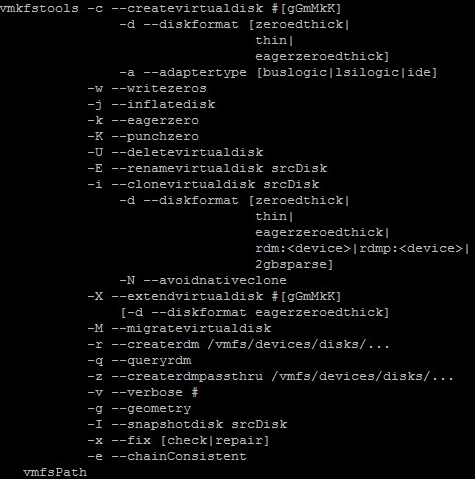 vmkfstools -c --createvirtualdisk #[gGmMkK]
-d --diskformat [zeroedthick|
thin|
eagerzeroedthick]
-a --adaptertype [buslogic|lsilogic|ide]
-w --writezeros
-j --inflatedisk
-k --eagerzero
-K --punchzero
-U --deletevirtualdisk
-E --renamevirtualdisk srcDisk
-i --clonevirtualdisk srcDisk
-d --diskformat [zeroedthick|
thin|
eagerzeroedthick|
rdm:<device>|rdmp:<device>|
2gbsparse]
-N --avoidnativeclone
-X --extendvirtualdisk #[gGmMkK]
[-d --diskformat eagerzeroedthick]
-M --migratevirtualdisk
-r --createrdm /vmfs/devices/disks/...
-q --queryrdm
-z --createrdmpassthru /vmfs/devices/disks/...
-v --verbose #
-g --geometry
-I --snapshotdisk srcDisk
-x --fix [check|repair]
-e --chainConsistent
vmfsPath